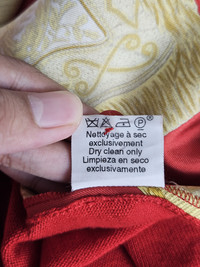 Nettoyage à sec
exclusivement
Dry clean only
Limpieza en seco
exclusivamente